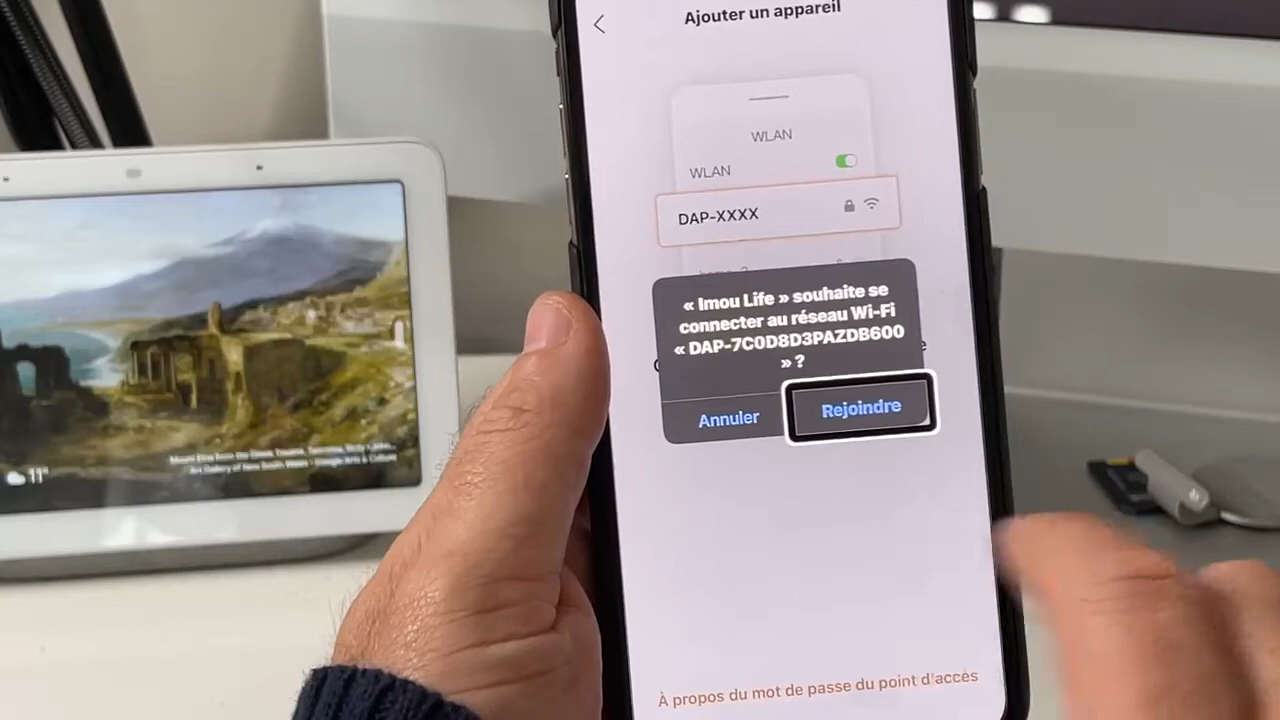 Ajouter un appareil
WLAN
WLAN
DAP-XXXX
« Imou Life » souhaite se
connecter au réseau Wi-Fi
« DAP-7C0D8D3PAZDB600
» ?
Annuler
Rejoindre
À propos du mot de passe du point d'accès
11°